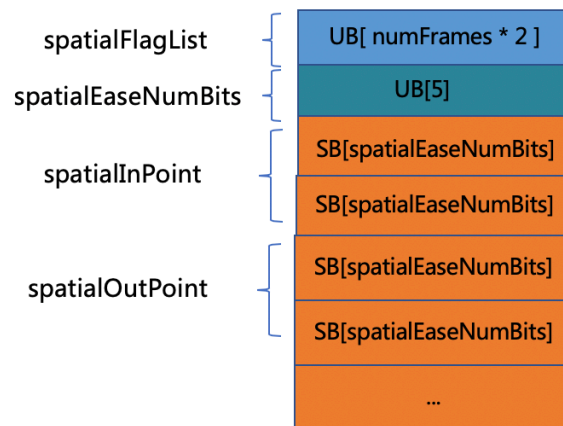 spatialFlagList
UB[ numFrames * 2 ]
spatialEaseNumBits
UB[5]
spatialInPoint
SB[spatialEaseNumBits]
SB[spatialEaseNumBits]
spatialOutPoint
SB[spatialEaseNumBits]
SB[spatialEaseNumBits]
...